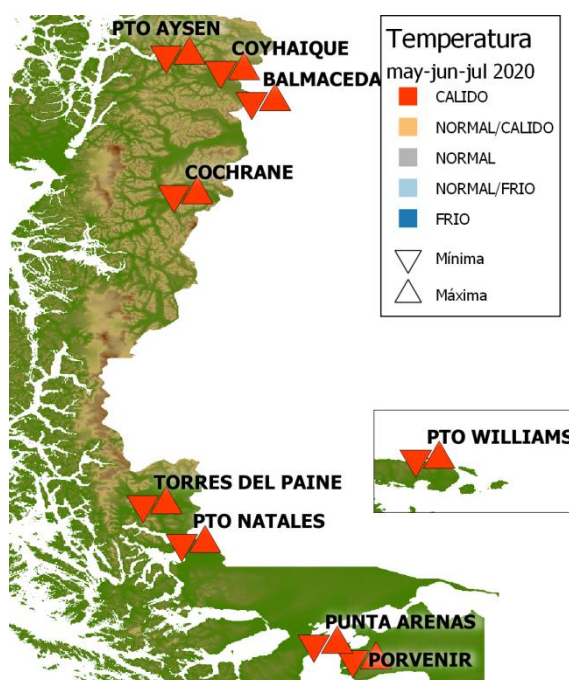 PTO AYSEN
COYHAIQUE
BALMACEDA
COCHRANE
Temperatura
may-jun-jul 2020
CALIDO
NORMAL/CALIDO
NORMAL
NORMAL/FRIO
FRIO
Mínima
Máxima
PTO WILLIAMS
TORRES DEL PAINE
PTO NATALES
PUNTA ARENAS
PORVENIR